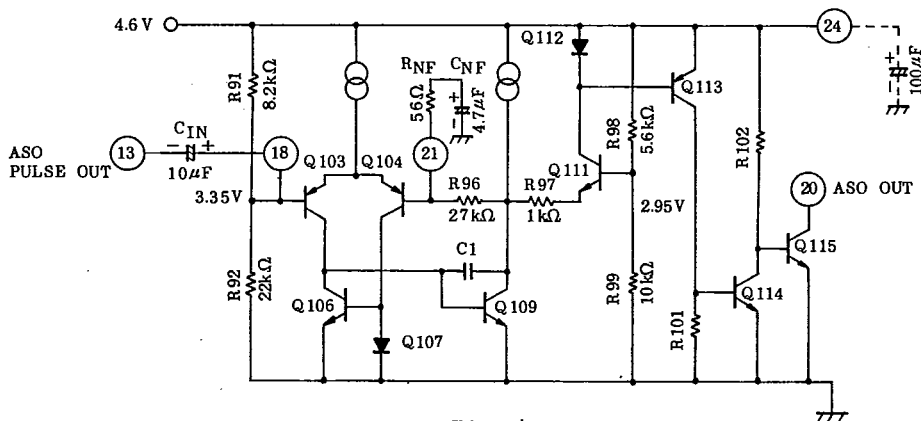 4.6 V
24
Q112
R91
8.2kΩ
RNF
CNF
56Ω
4.7μF
+
−
Q113
+
−
100μF
R98
5.6kΩ
R102
ASO
PULSE OUT
13
CIN
− +
10μF
18
Q103
Q104
21
Q111
20
ASO OUT
3.35V
R96
27kΩ
R97
1kΩ
2.95V
C1
Q115
R92
22kΩ
Q106
Q109
R99
10kΩ
Q114
Q107
R101